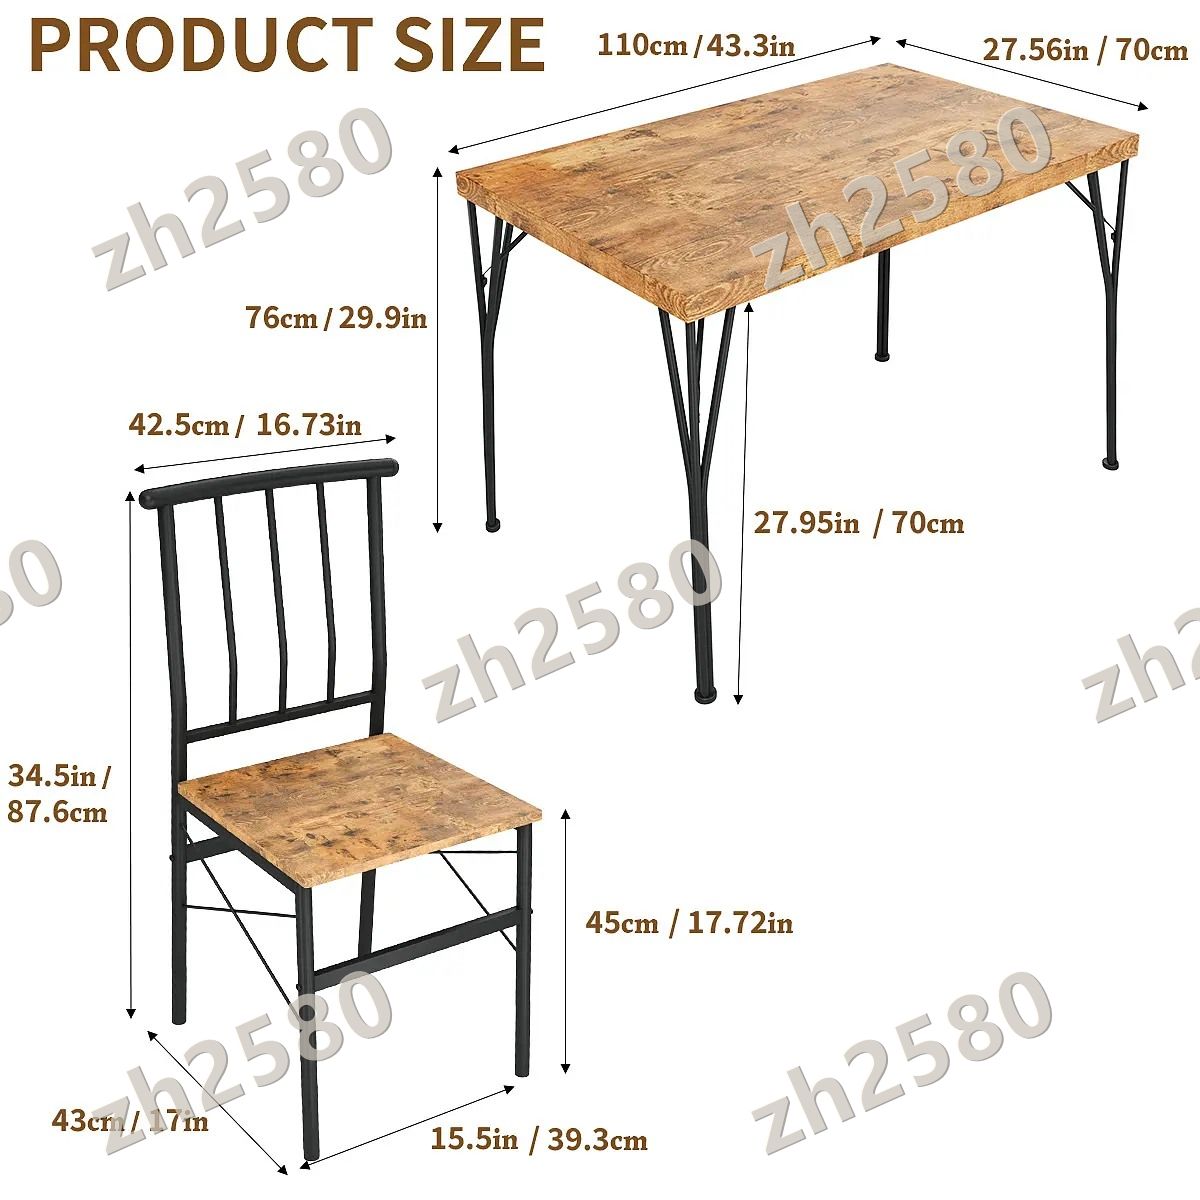 PRODUCT SIZE
110cm / 43.3in
27.56in / 70cm
zh2580
zh2580
76cm / 29.9in
42.5cm / 16.73in
27.95in / 70cm
zh2580
34.5in /
87.6cm
45cm / 17.72in
zh2580
zh2580
43cm / 17in
15.5in / 39.3cm